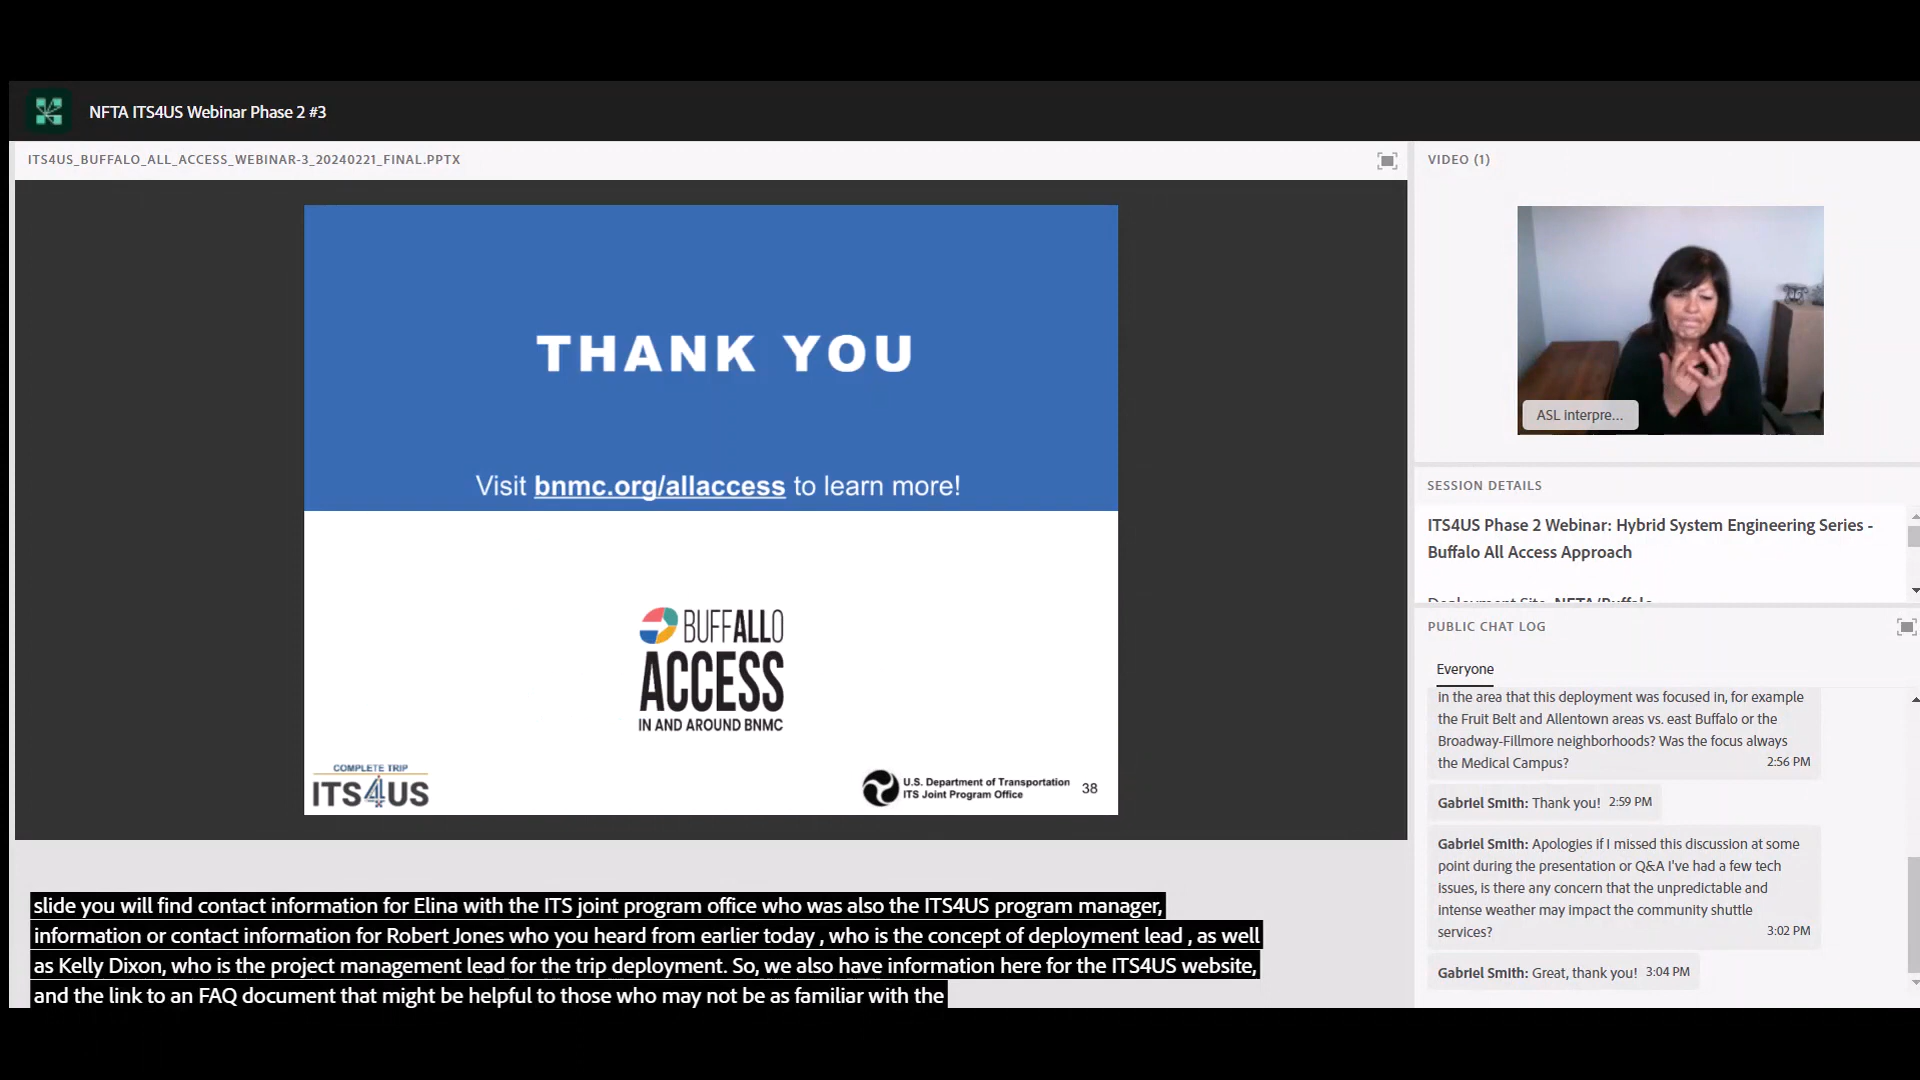 NFTA ITS4US Webinar Phase 2 #3
ITS4US_BUFFALO_ALL_ACCESS_WEBINAR-3_20240221_FINAL.PPTX
THANK YOU
Visit bnmc.org/allaccess to learn more!
BUFFALLO
ACCESS
IN AND AROUND BNMC
COMPLETE TRIP
ITS4US
U.S. Department of Transportation
ITS Joint Program Office
38
slide you will find contact information for Elina with the ITS joint program office who was also the ITS4US program manager,
information or contact information for Robert Jones who you heard from earlier today , who is the concept of deployment lead , as well
as Kelly Dixon, who is the project management lead for the trip deployment. So, we also have information here for the ITS4US website,
and the link to an FAQ document that might be helpful to those who may not be as familiar with the
VIDEO (1)
ASL interpre...
SESSION DETAILS
ITS4US Phase 2 Webinar: Hybrid System Engineering Series -
Buffalo All Access Approach
Deployment Site: NFTA/Buffalo
PUBLIC CHAT LOG
Everyone
in the area that this deployment was focused in, for example
the Fruit Belt and Allentown areas vs. east Buffalo or the
Broadway-Fillmore neighborhoods? Was the focus always
the Medical Campus? 2:56 PM
Gabriel Smith: Thank you! 2:59 PM
Gabriel Smith: Apologies if I missed this discussion at some
point during the presentation or Q&A I've had a few tech
issues, is there any concern that the unpredictable and
intense weather may impact the community shuttle
services? 3:02 PM
Gabriel Smith: Great, thank you! 3:04 PM